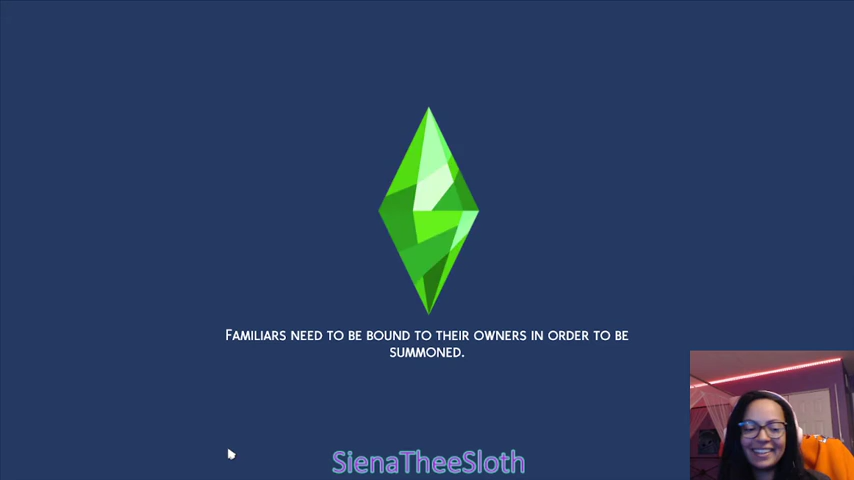 Familiars need to be bound to their owners in order to be
summoned.
SienaTheeSloth